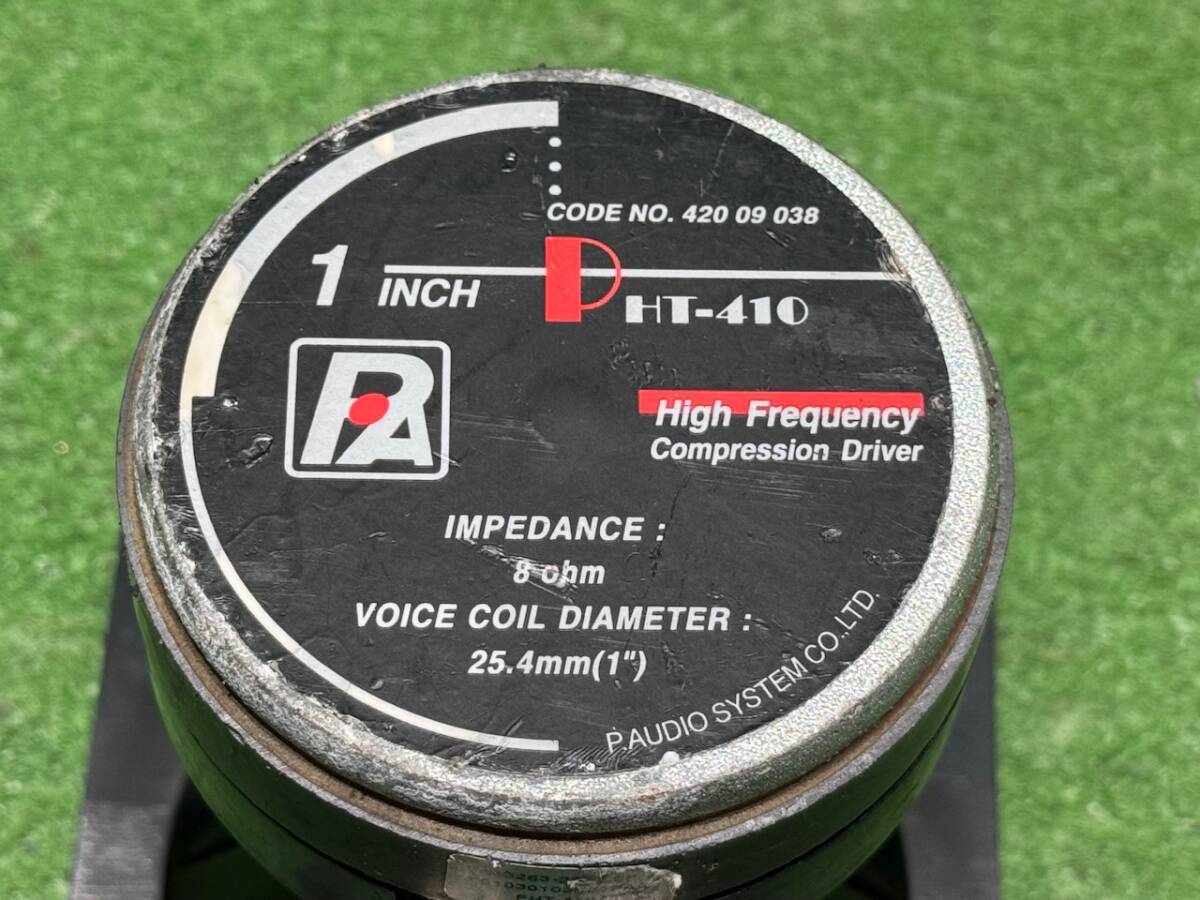 CODE NO. 420 09 038
1 INCH
PHT-410
PA
High Frequency
Compression Driver
IMPEDANCE :
8 ohm
VOICE COIL DIAMETER :
25.4mm(1")
P.AUDIO SYSTEM CO.,LTD.